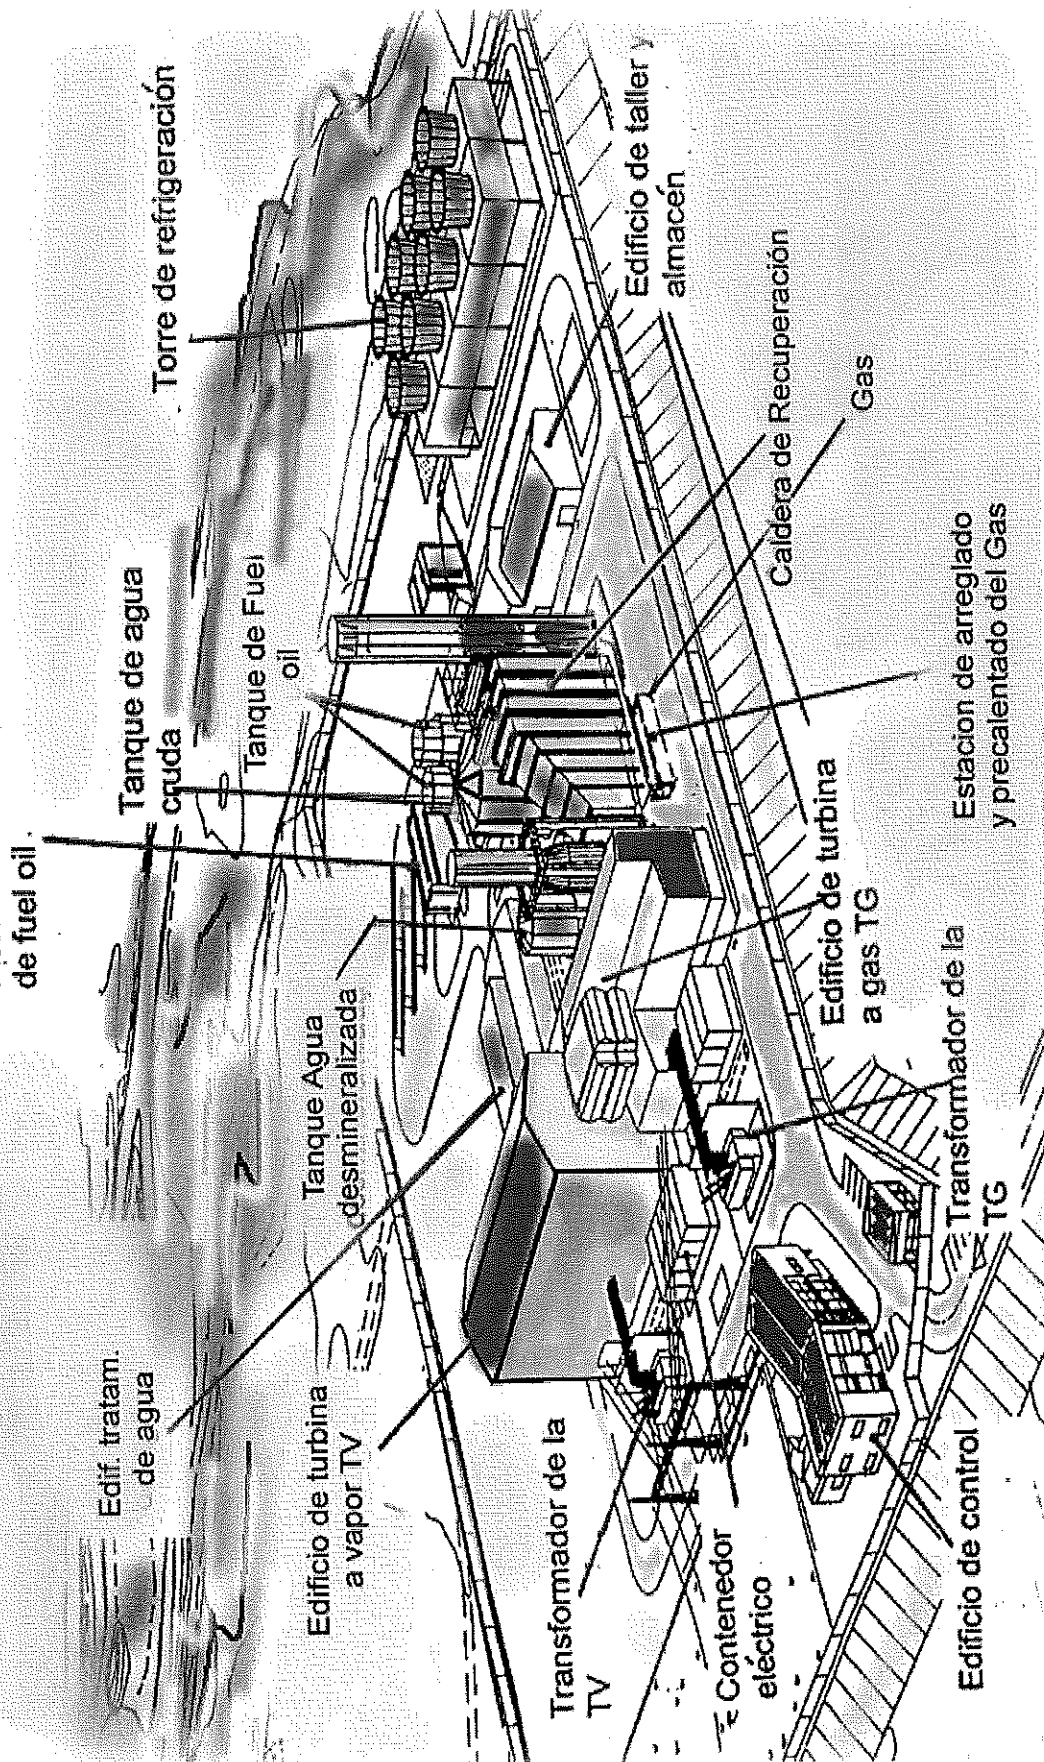 de fuel oil.
Tanque de agua
cruda
Torre de refrigeración
Tanque de Fuel
oil
Edif. tratam.
de agua
Tanque Agua
desmineralizada
Edificio de turbina
a vapor TV
Edificio de taller y
almacén
Caldera de Recuperación
Gas
Transformador de la
TV
Contenedor
eléctrico
Edificio de turbina
a gas TG
Estacion de arreglado
y precalentado del Gas
Transformador de la
TG
Edificio de control